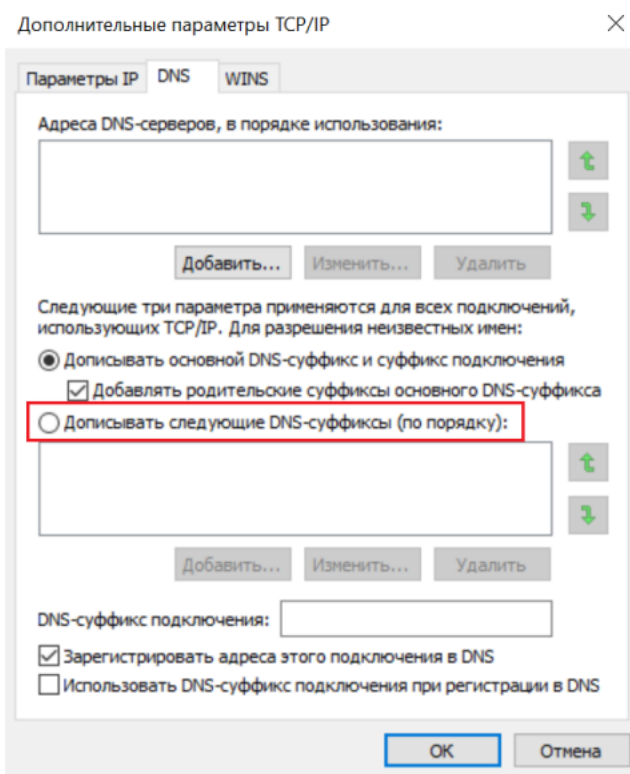 Дополнительные параметры TCP/IP
Параметры IP DNS WINS
Адреса DNS-серверов, в порядке использования:
Добавить... Изменить... Удалить
Следующие три параметра применяются для всех подключений,
использующих TCP/IP. Для разрешения неизвестных имен:
Дописывать основной DNS-суффикс и суффикс подключения
Добавлять родительские суффиксы основного DNS-суффикса
Дописывать следующие DNS-суффиксы (по порядку):
Добавить... Изменить... Удалить
DNS-суффикс подключения:
Зарегистрировать адреса этого подключения в DNS
Использовать DNS-суффикс подключения при регистрации в DNS
OK Отмена